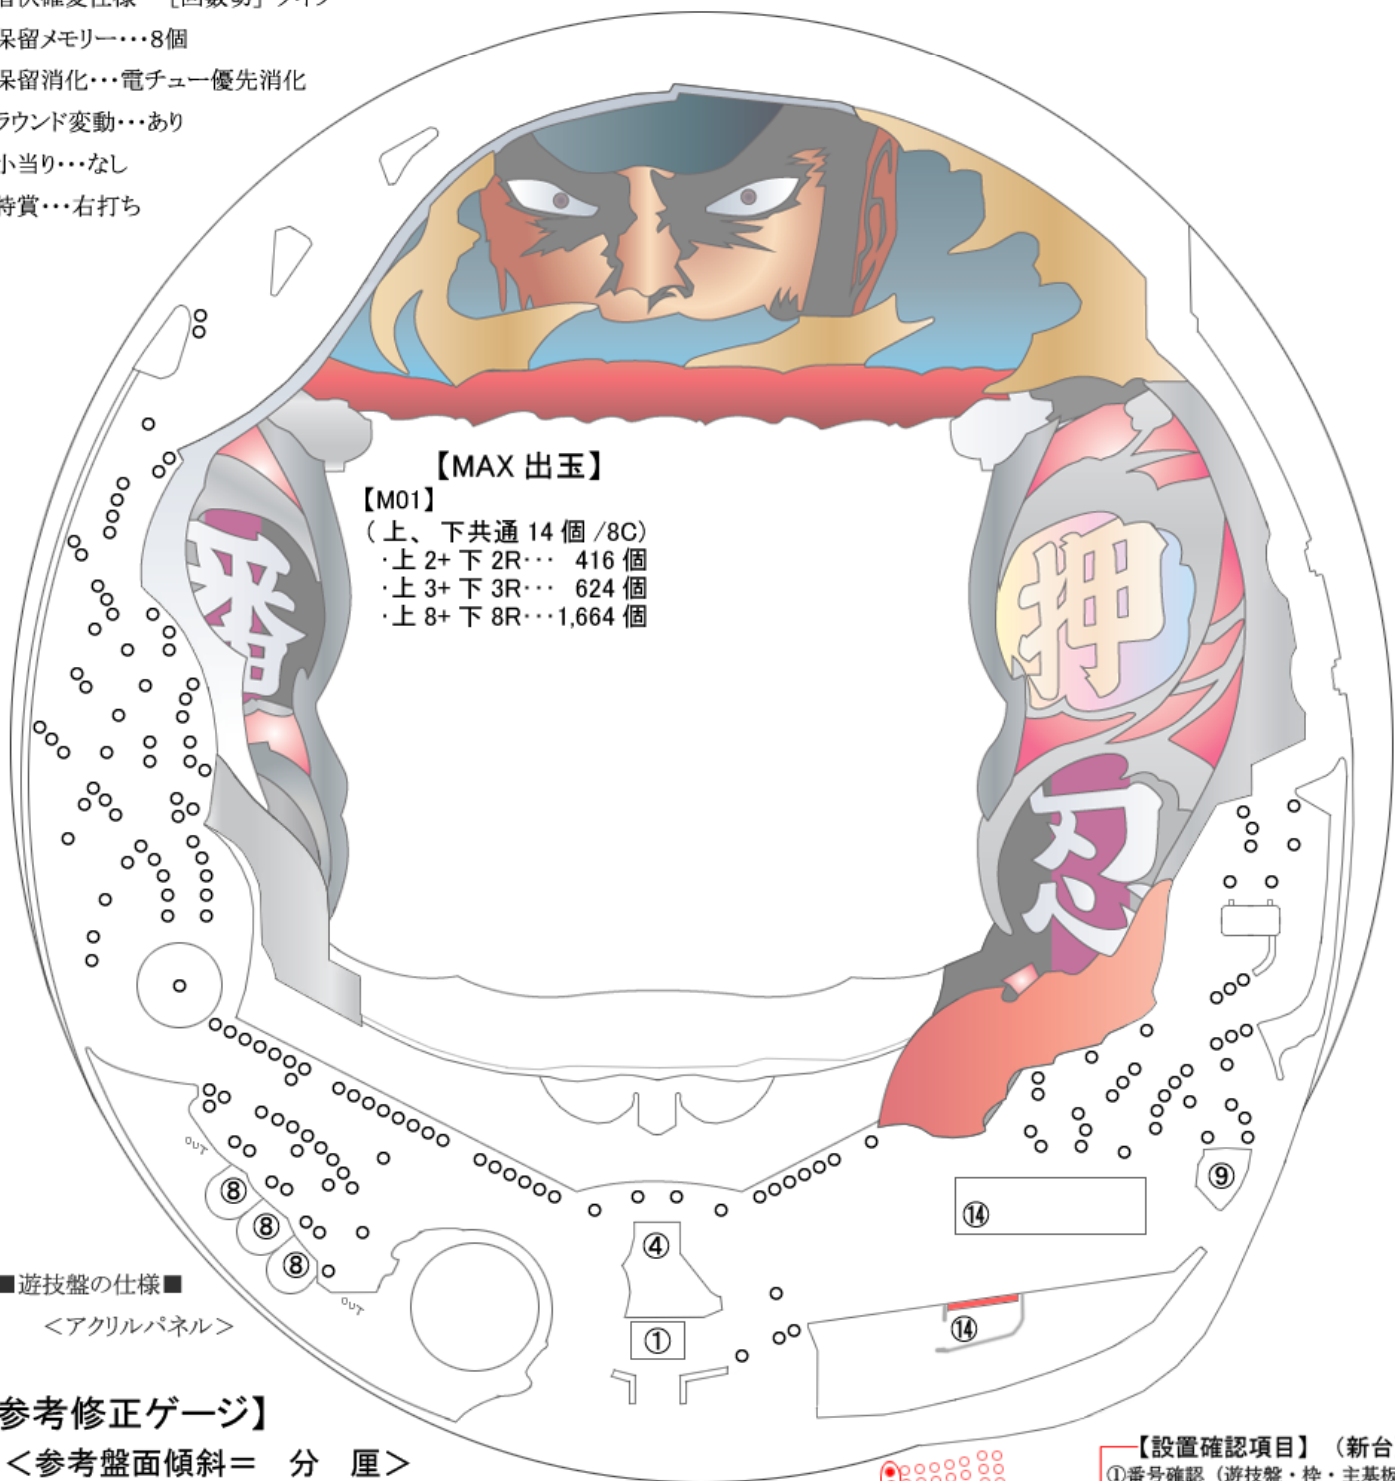 保留メモリー･･･8個
保留消化･･･電チュー優先消化
ラウンド変動･･･あり
小当り･･･なし
特賞･･･右打ち
【MAX 出玉】
【M01】
（上、下共通 14 個 /8C）
･上 2+ 下 2R･･･ 416 個
･上 3+ 下 3R･･･ 624 個
･上 8+ 下 8R･･･1,664 個
番
押
忍
OUT
⑧
⑧
⑧
OUT
④
①
⑨
⑭
⑭
■遊技盤の仕様■
＜アクリルパネル＞
参考修正ゲージ】
＜参考盤面傾斜＝ 分 厘＞
【設置確認項目】（新台
①番号確認（遊技盤・枠・主基板